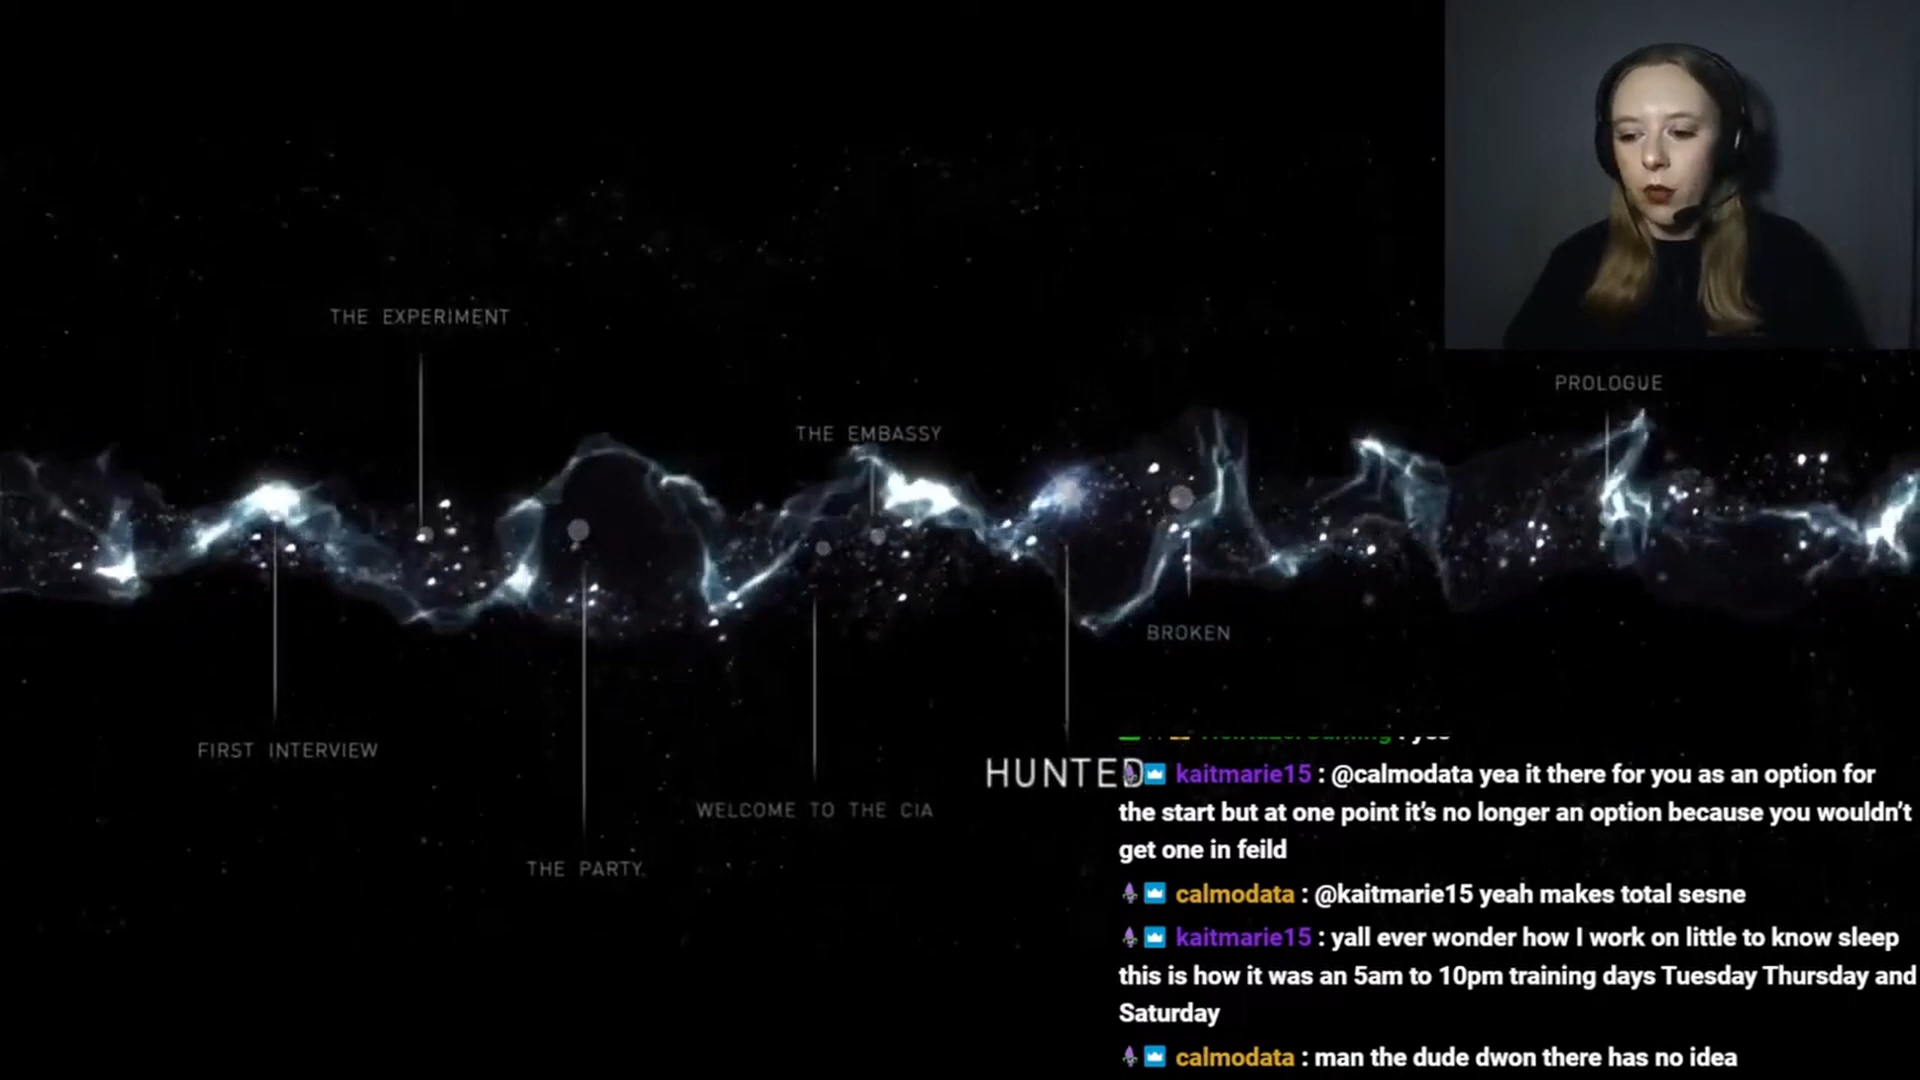 THE EXPERIMENT
PROLOGUE
THE EMBASSY
BROKEN
FIRST INTERVIEW
HUNTED
WELCOME TO THE CIA
THE PARTY
: yes
kaitmarie15 : @calmodata yea it there for you as an option for
the start but at one point it’s no longer an option because you wouldn’t
get one in feild
calmodata : @kaitmarie15 yeah makes total sesne
kaitmarie15 : yall ever wonder how I work on little to know sleep
this is how it was an 5am to 10pm training days Tuesday Thursday and
Saturday
calmodata : man the dude dwon there has no idea